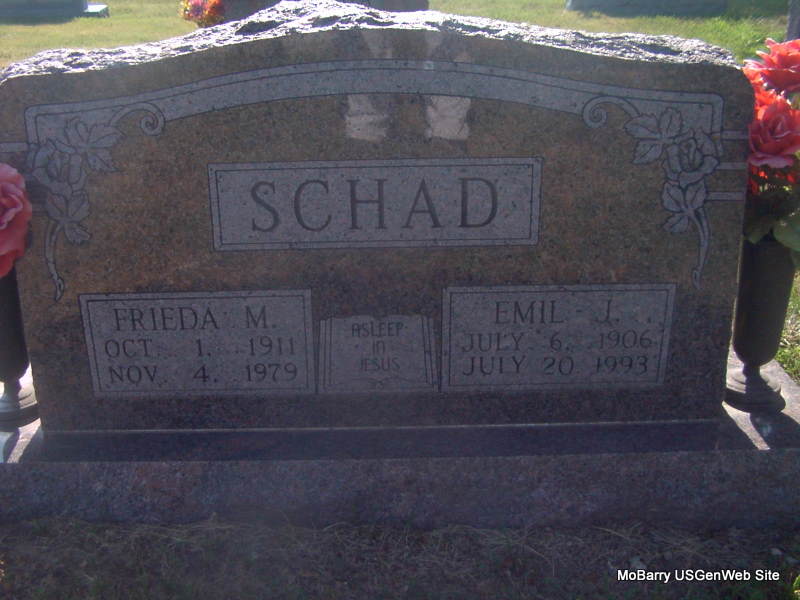 SCHAD
FRIEDA M.
OCT. 1, 1911
NOV. 4, 1979
ASLEEP
IN
JESUS
EMIL J.
JULY 6, 1906
JULY 20 1993
MoBarry USGenWeb Site